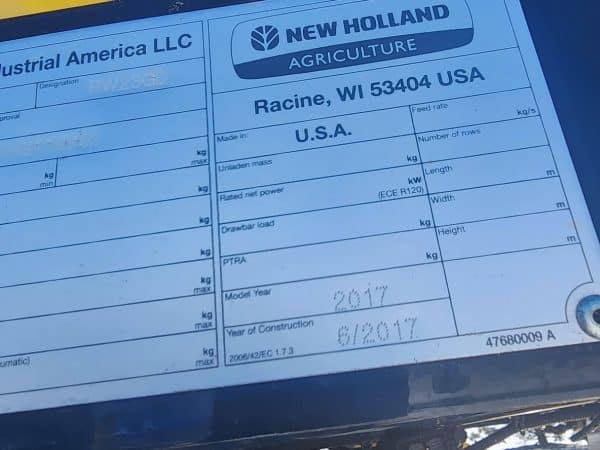 ustrial America LLC
NEW HOLLAND
AGRICULTURE
Racine, WI 53404 USA
Designation
proval
kg
min
kg
max
kg
kg
kg
kg
max
kg
max
umatic)
kg
max
Made in:
U.S.A.
Unladen mass
kg
Rated net power
kW
(ECE R120)
Drawbar load
kg
PTRA
kg
Model Year
2017
Year of Construction
6/2017
2006/42/EC 1.7.3
Feed rate
kg/s
Number of rows
Length
m
Width
m
Height
m
47680009 A